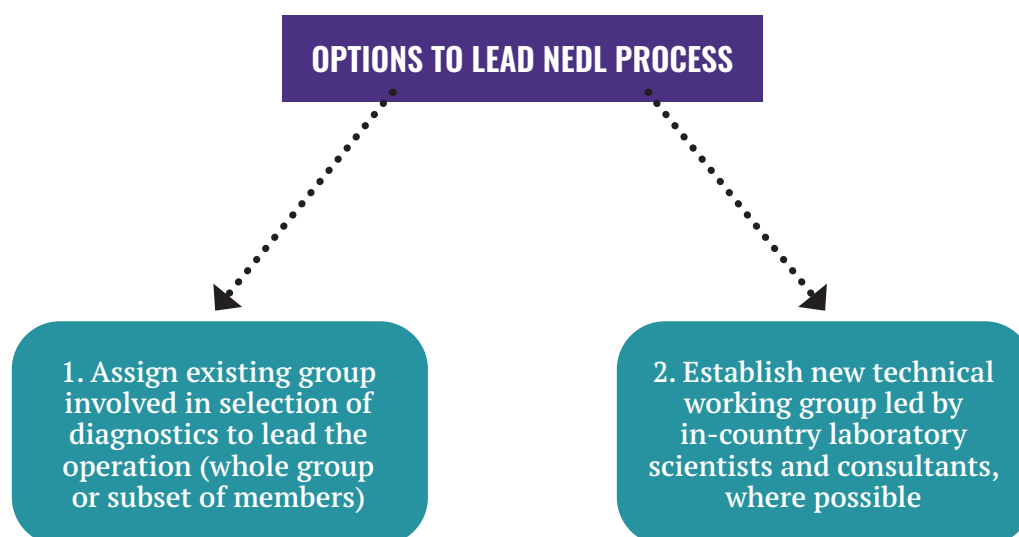 OPTIONS TO LEAD NEDL PROCESS
1. Assign existing group
involved in selection of
diagnostics to lead the
operation (whole group
or subset of members)
2. Establish new technical
working group led by
in-country laboratory
scientists and consultants,
where possible